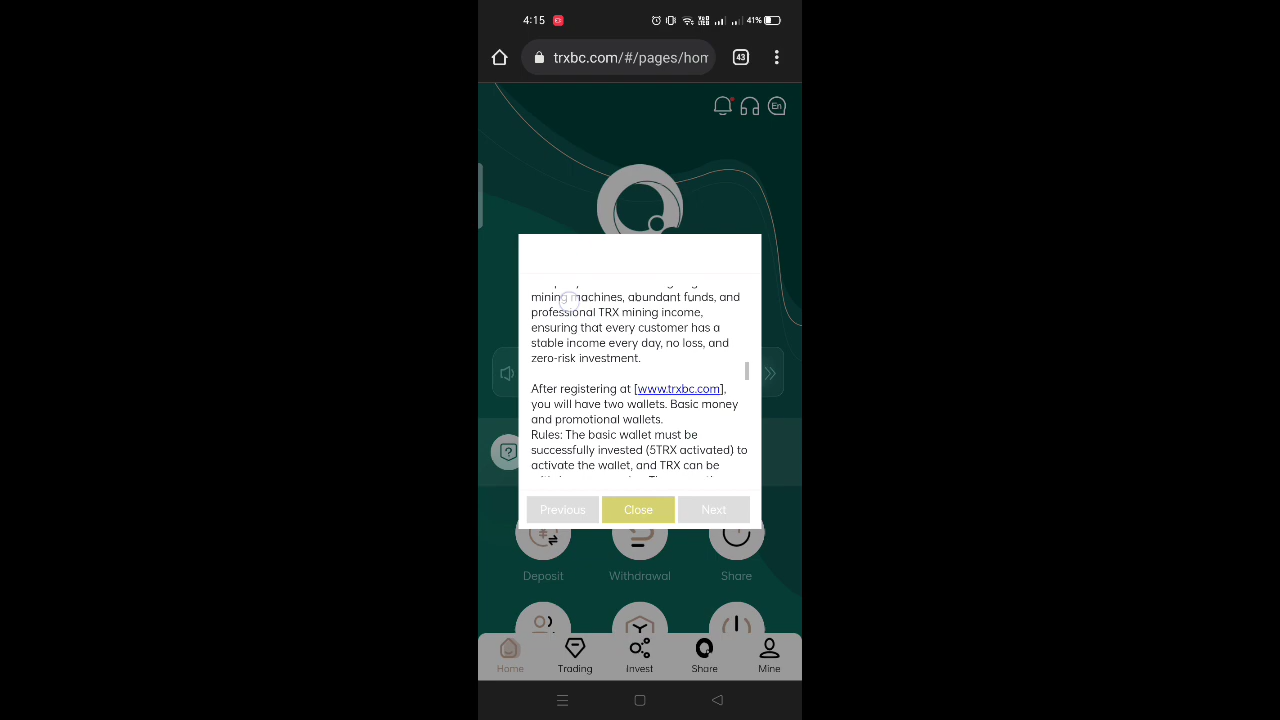 4:15
41%
trxbc.com/#/pages/hom
43
En
mining machines, abundant funds, and
professional TRX mining income,
ensuring that every customer has a
stable income every day, no loss, and
zero-risk investment.
After registering at [www.trxbc.com],
you will have two wallets. Basic money
and promotional wallets.
Rules: The basic wallet must be
successfully invested (5TRX activated) to
activate the wallet, and TRX can be
Previous
Close
Next
Deposit
Withdrawal
Share
Home
Trading
Invest
Share
Mine